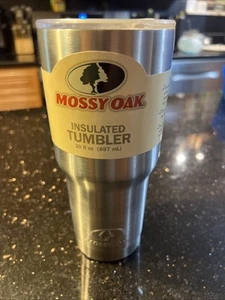 MOSSY OAK
INSULATED
TUMBLER
30 fl oz (887 mL)